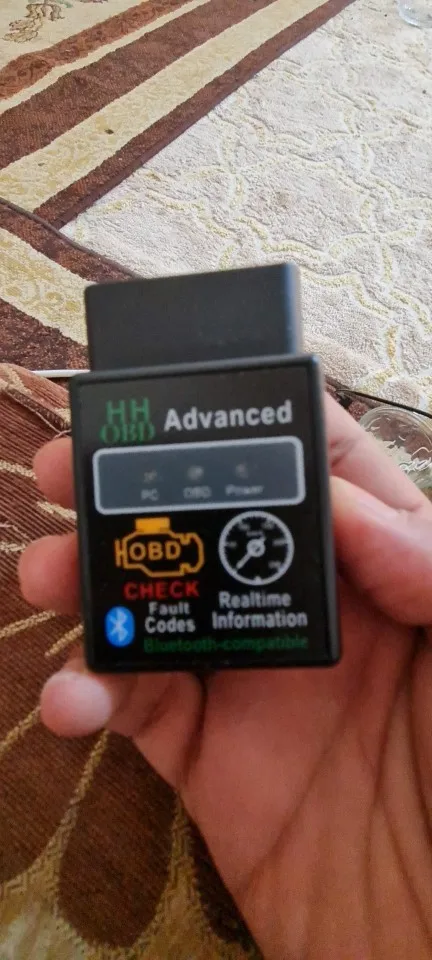 HH
OBD Advanced
PC OBD Power
OBD
CHECK
Fault
Codes
Realtime
Information
Bluetooth-compatible